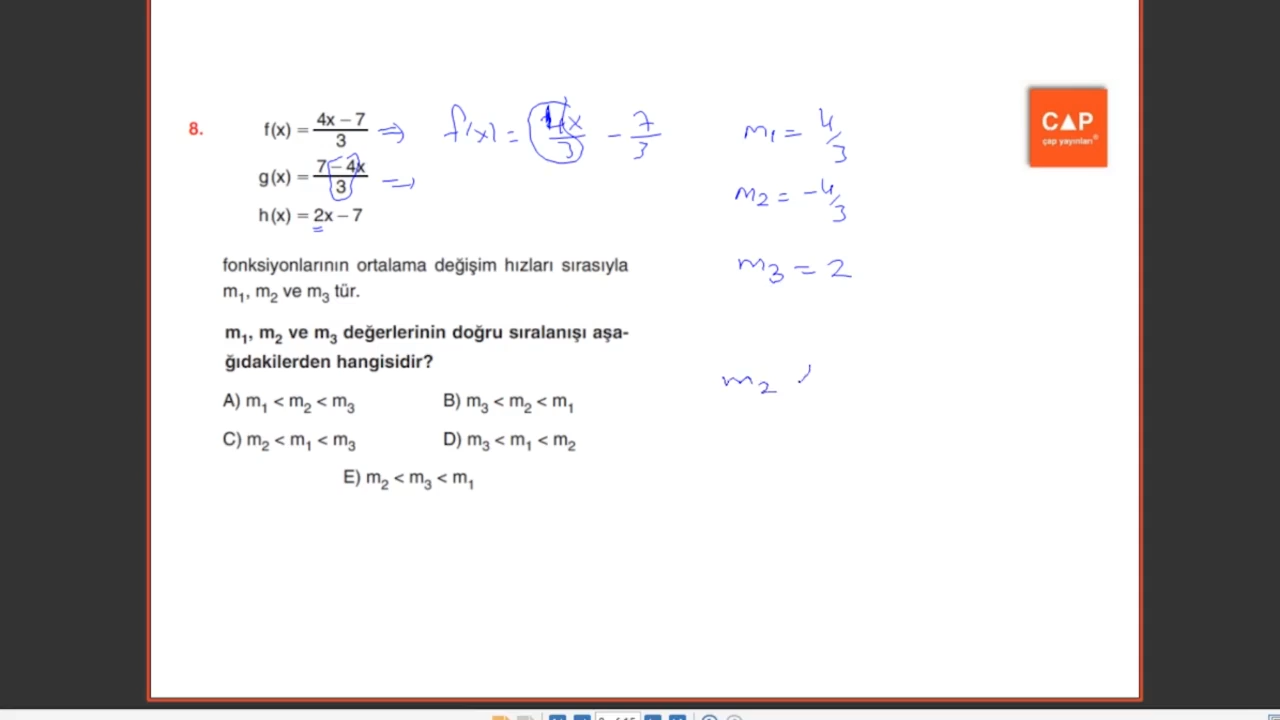 8. f(x) = (4x – 7)/3 ⇒ f(x) = 4x/3 - 7/3
g(x) = (7 – 4x)/3 ⇒
h(x) = 2x – 7
m1 = 4/3
m2 = -4/3
m3 = 2
CAP
çap yayınları®
fonksiyonlarının ortalama değişim hızları sırasıyla
m1, m2 ve m3 tür.
m1, m2 ve m3 değerlerinin doğru sıralanışı aşa-
ğıdakilerden hangisidir?
m2
A) m1 < m2 < m3 B) m3 < m2 < m1
C) m2 < m1 < m3 D) m3 < m1 < m2
E) m2 < m3 < m1